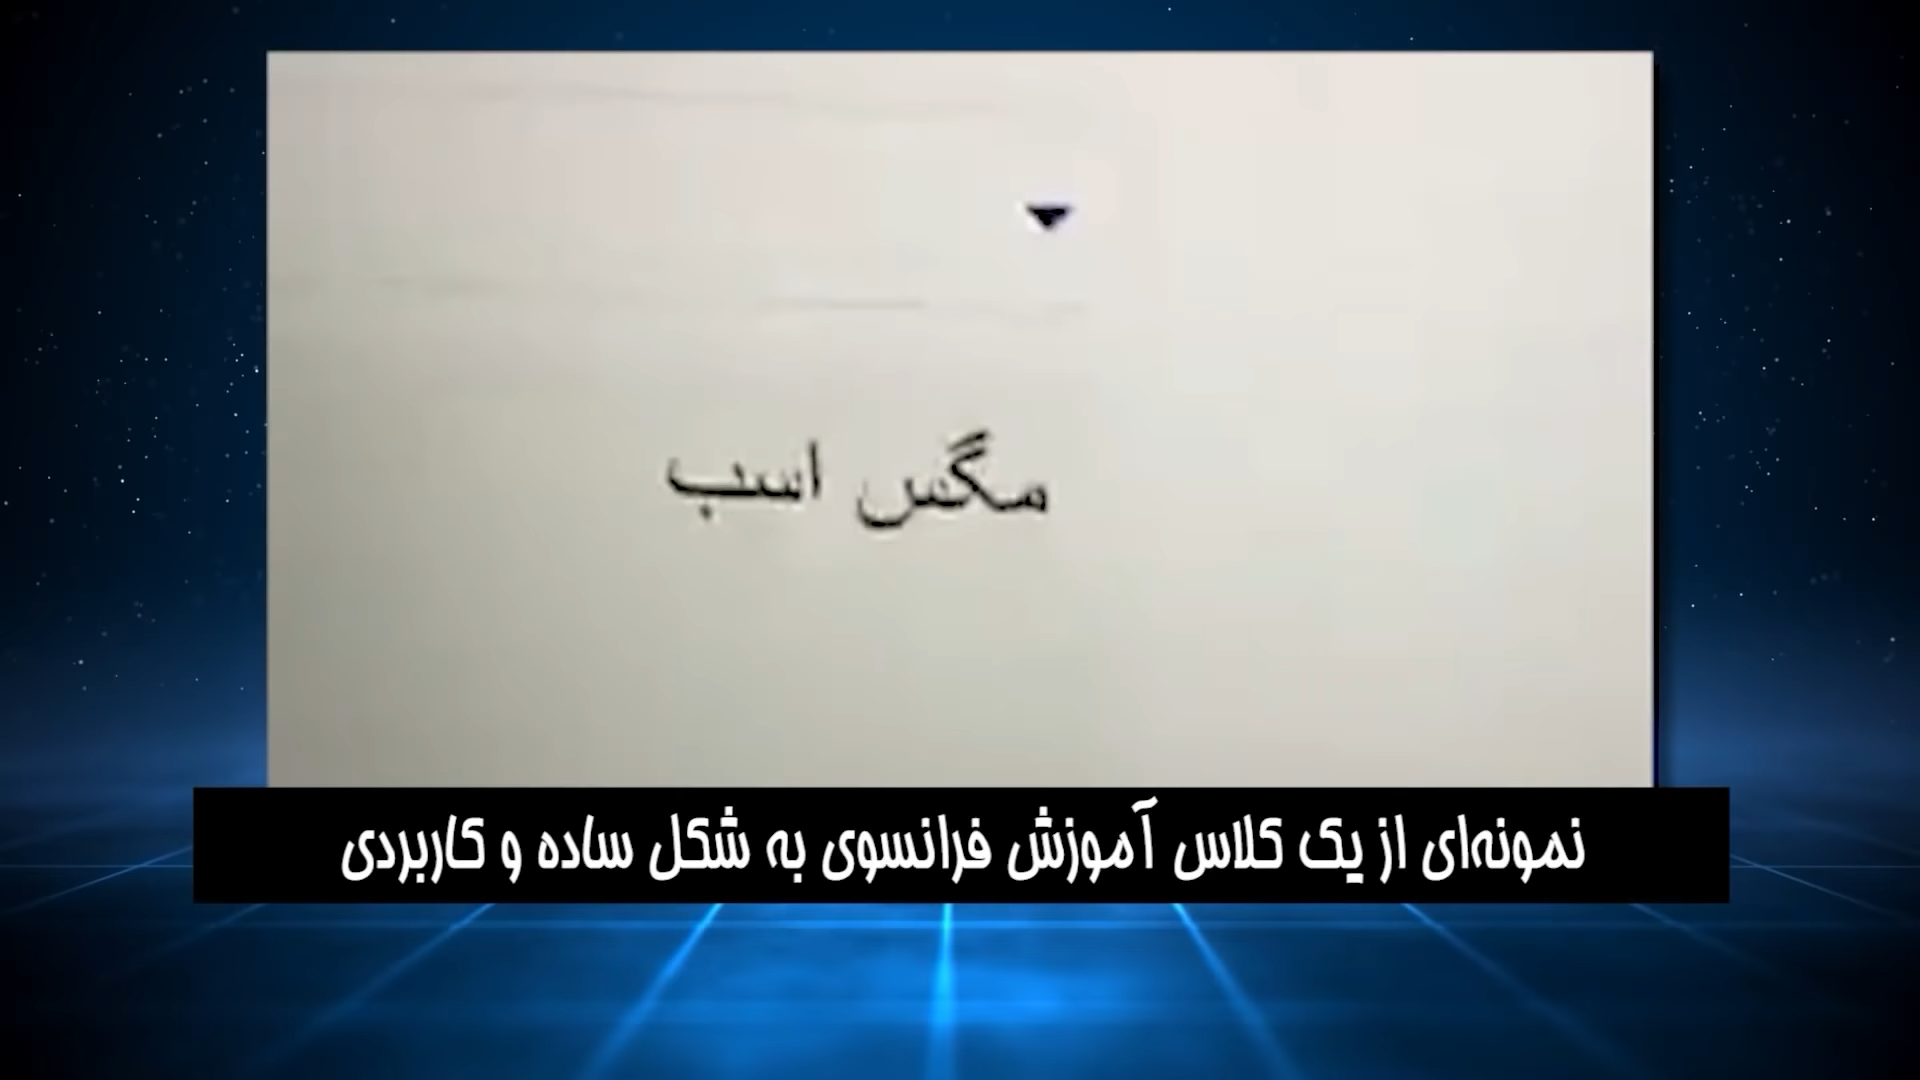 مگس اسب
نمونه‌ای از یک کلاس آموزش فرانسوی به شکل ساده و کاربردی